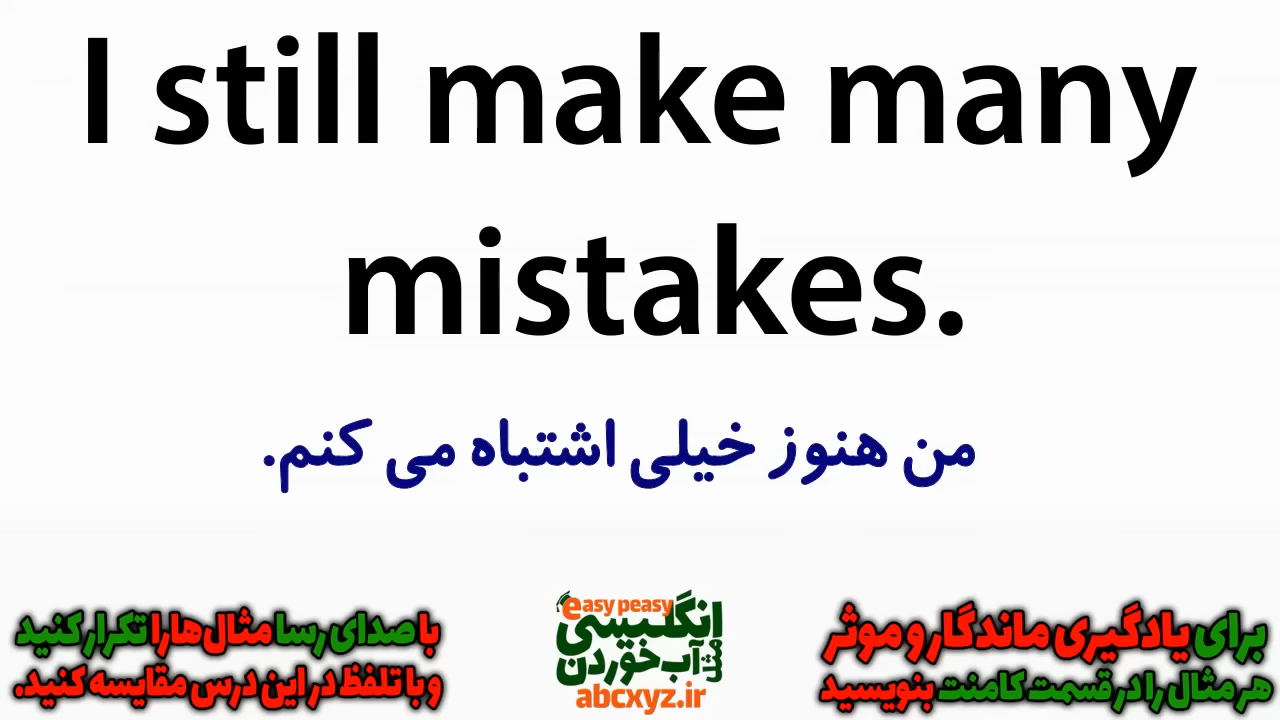 I still make many
mistakes.
من هنوز خیلی اشتباه می کنم.
برای یادگیری ماندگار و موثر
هر مثال را در قسمت کامنت بنویسید
easy peasy
انگلیسی
مثل
آب خوردن
abcxyz.ir
با صدای رسا مثال ها را تکرار کنید
و با تلفظ در این درس مقایسه کنید.